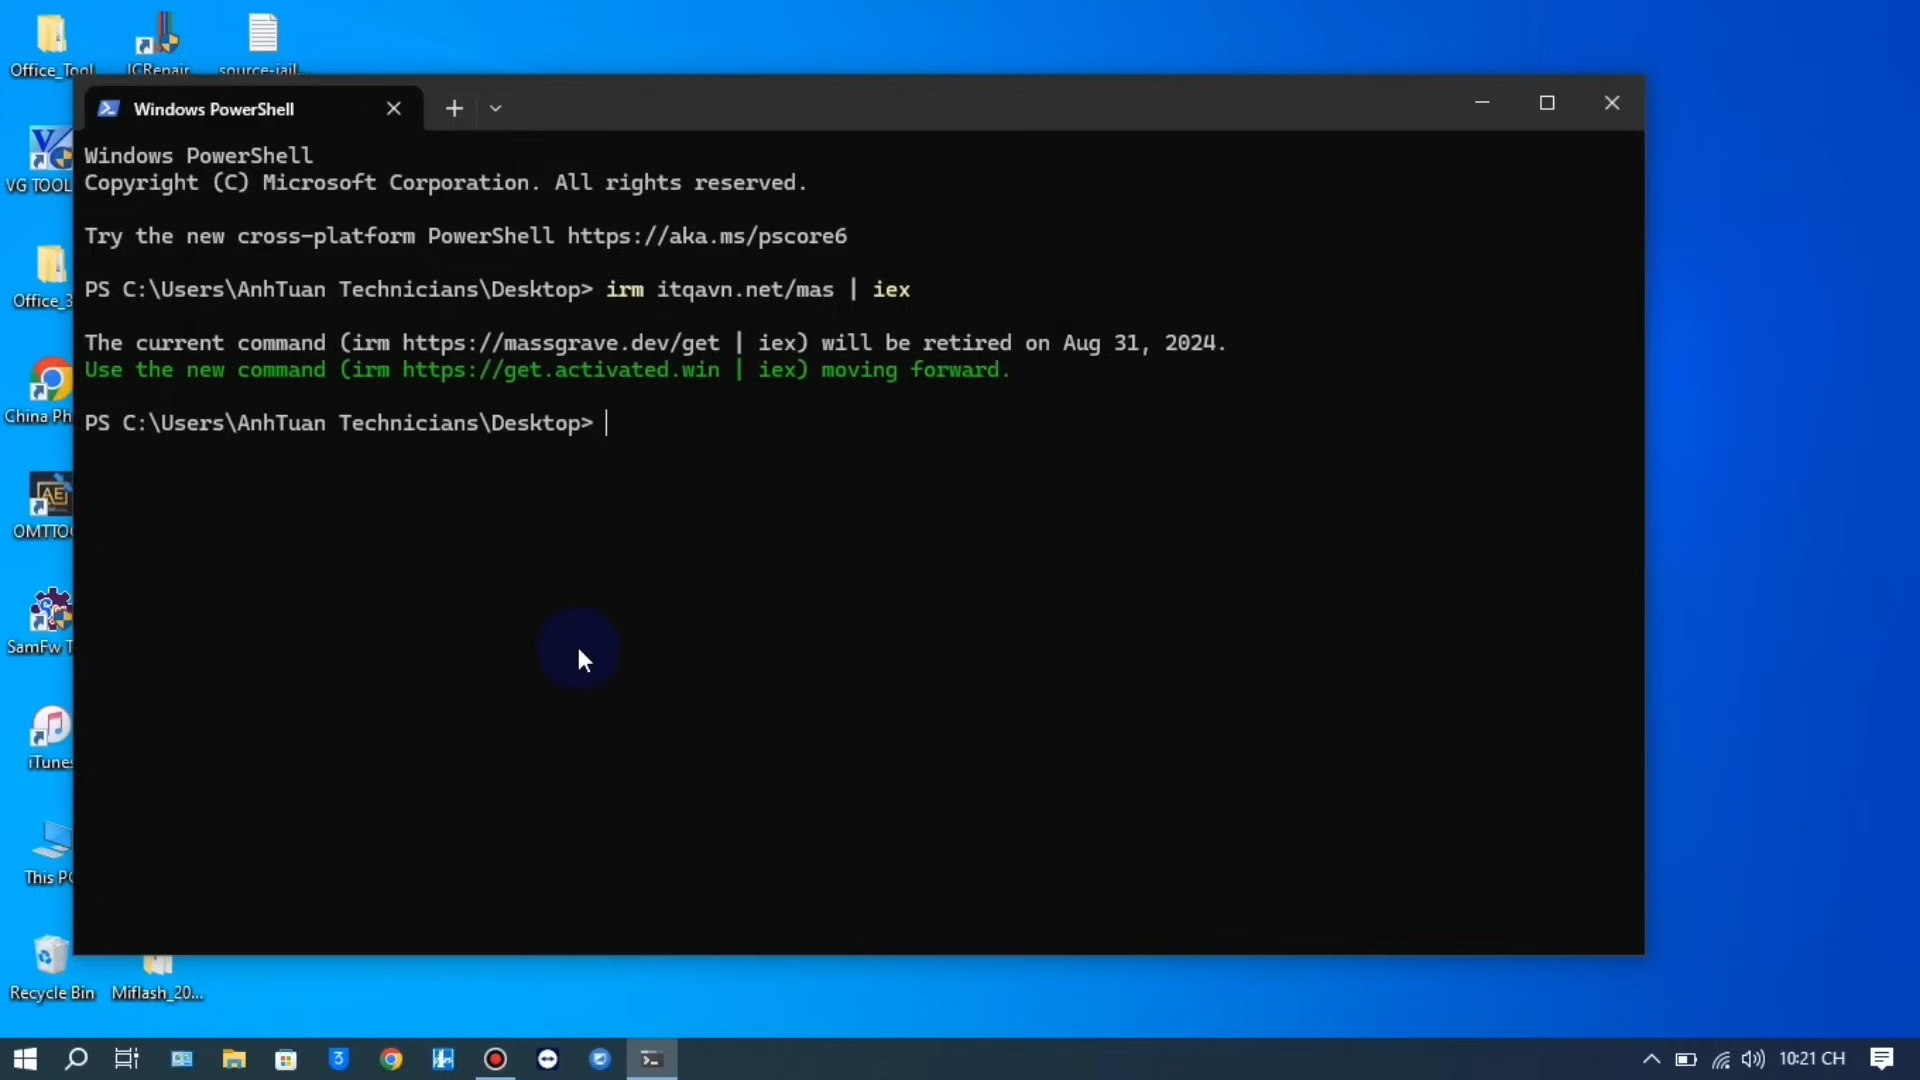 Office_Tool
ICRepair
source-jail...
Windows PowerShell
Windows PowerShell
Copyright (C) Microsoft Corporation. All rights reserved.
Try the new cross-platform PowerShell https://aka.ms/pscore6
PS C:\Users\AnhTuan Technicians\Desktop> irm itqavn.net/mas | iex
The current command (irm https://massgrave.dev/get | iex) will be retired on Aug 31, 2024.
Use the new command (irm https://get.activated.win | iex) moving forward.
PS C:\Users\AnhTuan Technicians\Desktop>
VG TOOL
Office_3
China Ph
OMTTOO
SamFw T
iTunes
This PC
Recycle Bin
Miflash_20...
10:21 CH